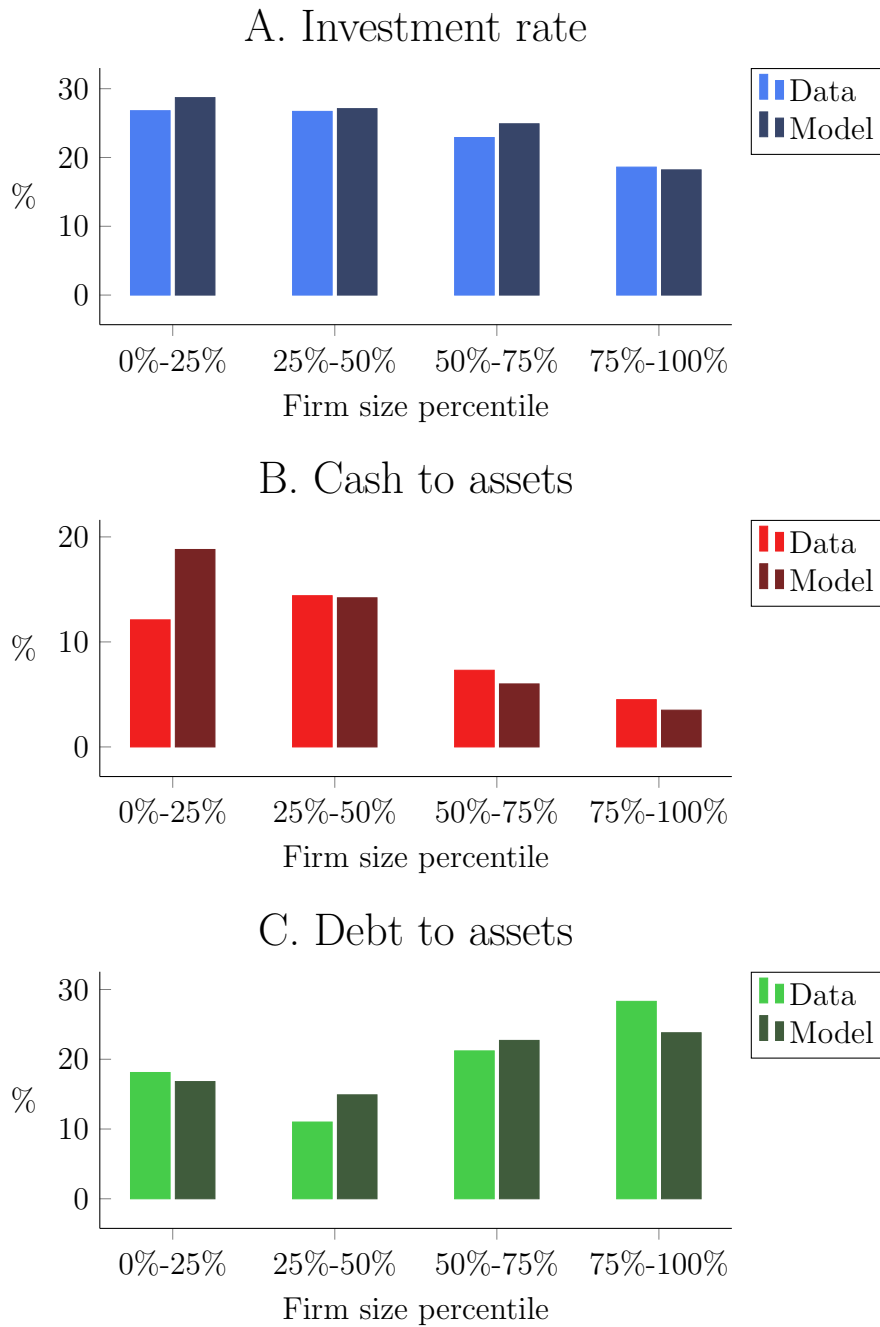 A. Investment rate
30
20
10
0
%
0%-25% 25%-50% 50%-75% 75%-100%
Firm size percentile
Data
Model
B. Cash to assets
20
10
0
%
0%-25% 25%-50% 50%-75% 75%-100%
Firm size percentile
Data
Model
C. Debt to assets
30
20
10
0
%
0%-25% 25%-50% 50%-75% 75%-100%
Firm size percentile
Data
Model